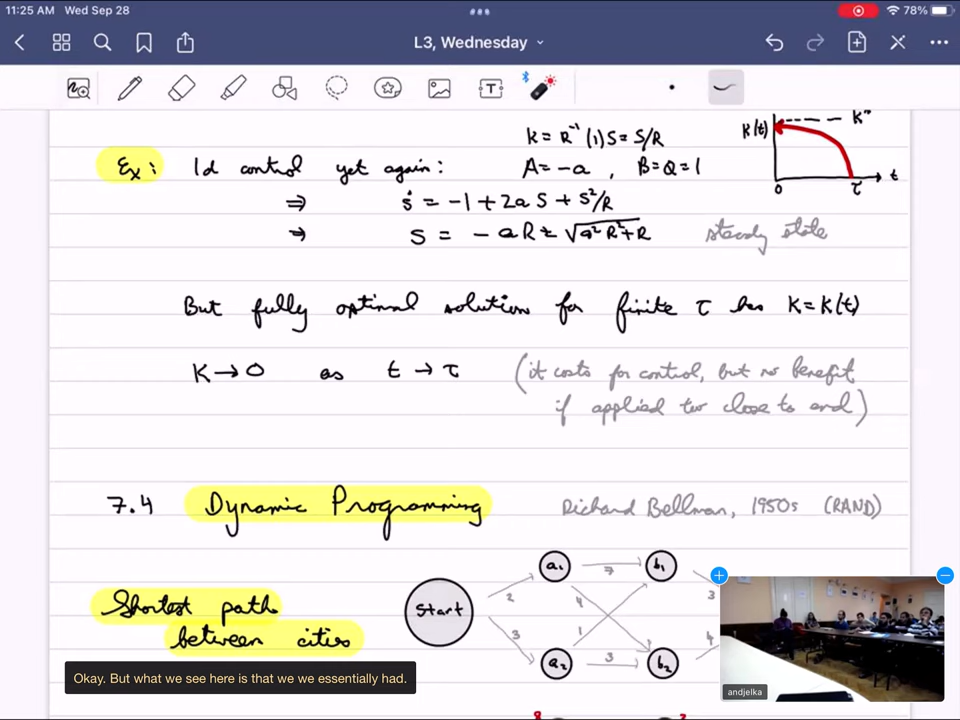 11:25 AM Wed Sep 28
78%
L3, Wednesday
K = R⁻¹ (1) S = S/R
K(t)
K∞
0
τ
t
Ex: 1d control yet again:
A = -a , B = Q = 1
⇒ ṡ = -1 + 2a S + S²/R
⇒ S = - a R ± √a²R² + R steady state
But fully optimal solution for finite τ has K = K(t)
K → 0 as t → τ (it costs for control, but no benefit
if applied too close to end)
7.4 Dynamic Programming Richard Bellman, 1950s (RAND)
Shortest path
between cities
Start
2
3
a₁
a₂
7
4
1
3
b₁
b₂
3
4
Okay. But what we see here is that we we essentially had.
andjelka